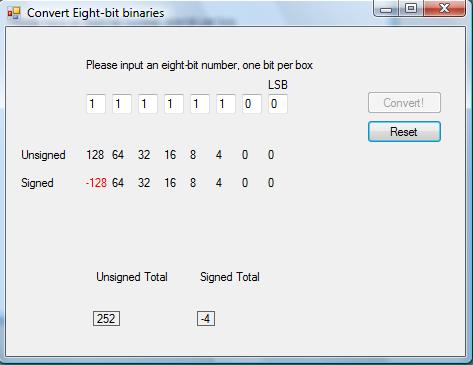 Convert Eight-bit binaries
Please input an eight-bit number, one bit per box
LSB
1 1 1 1 1 1 0 0
Convert!
Reset
Unsigned 128 64 32 16 8 4 0 0
Signed -128 64 32 16 8 4 0 0
Unsigned Total Signed Total
252 -4